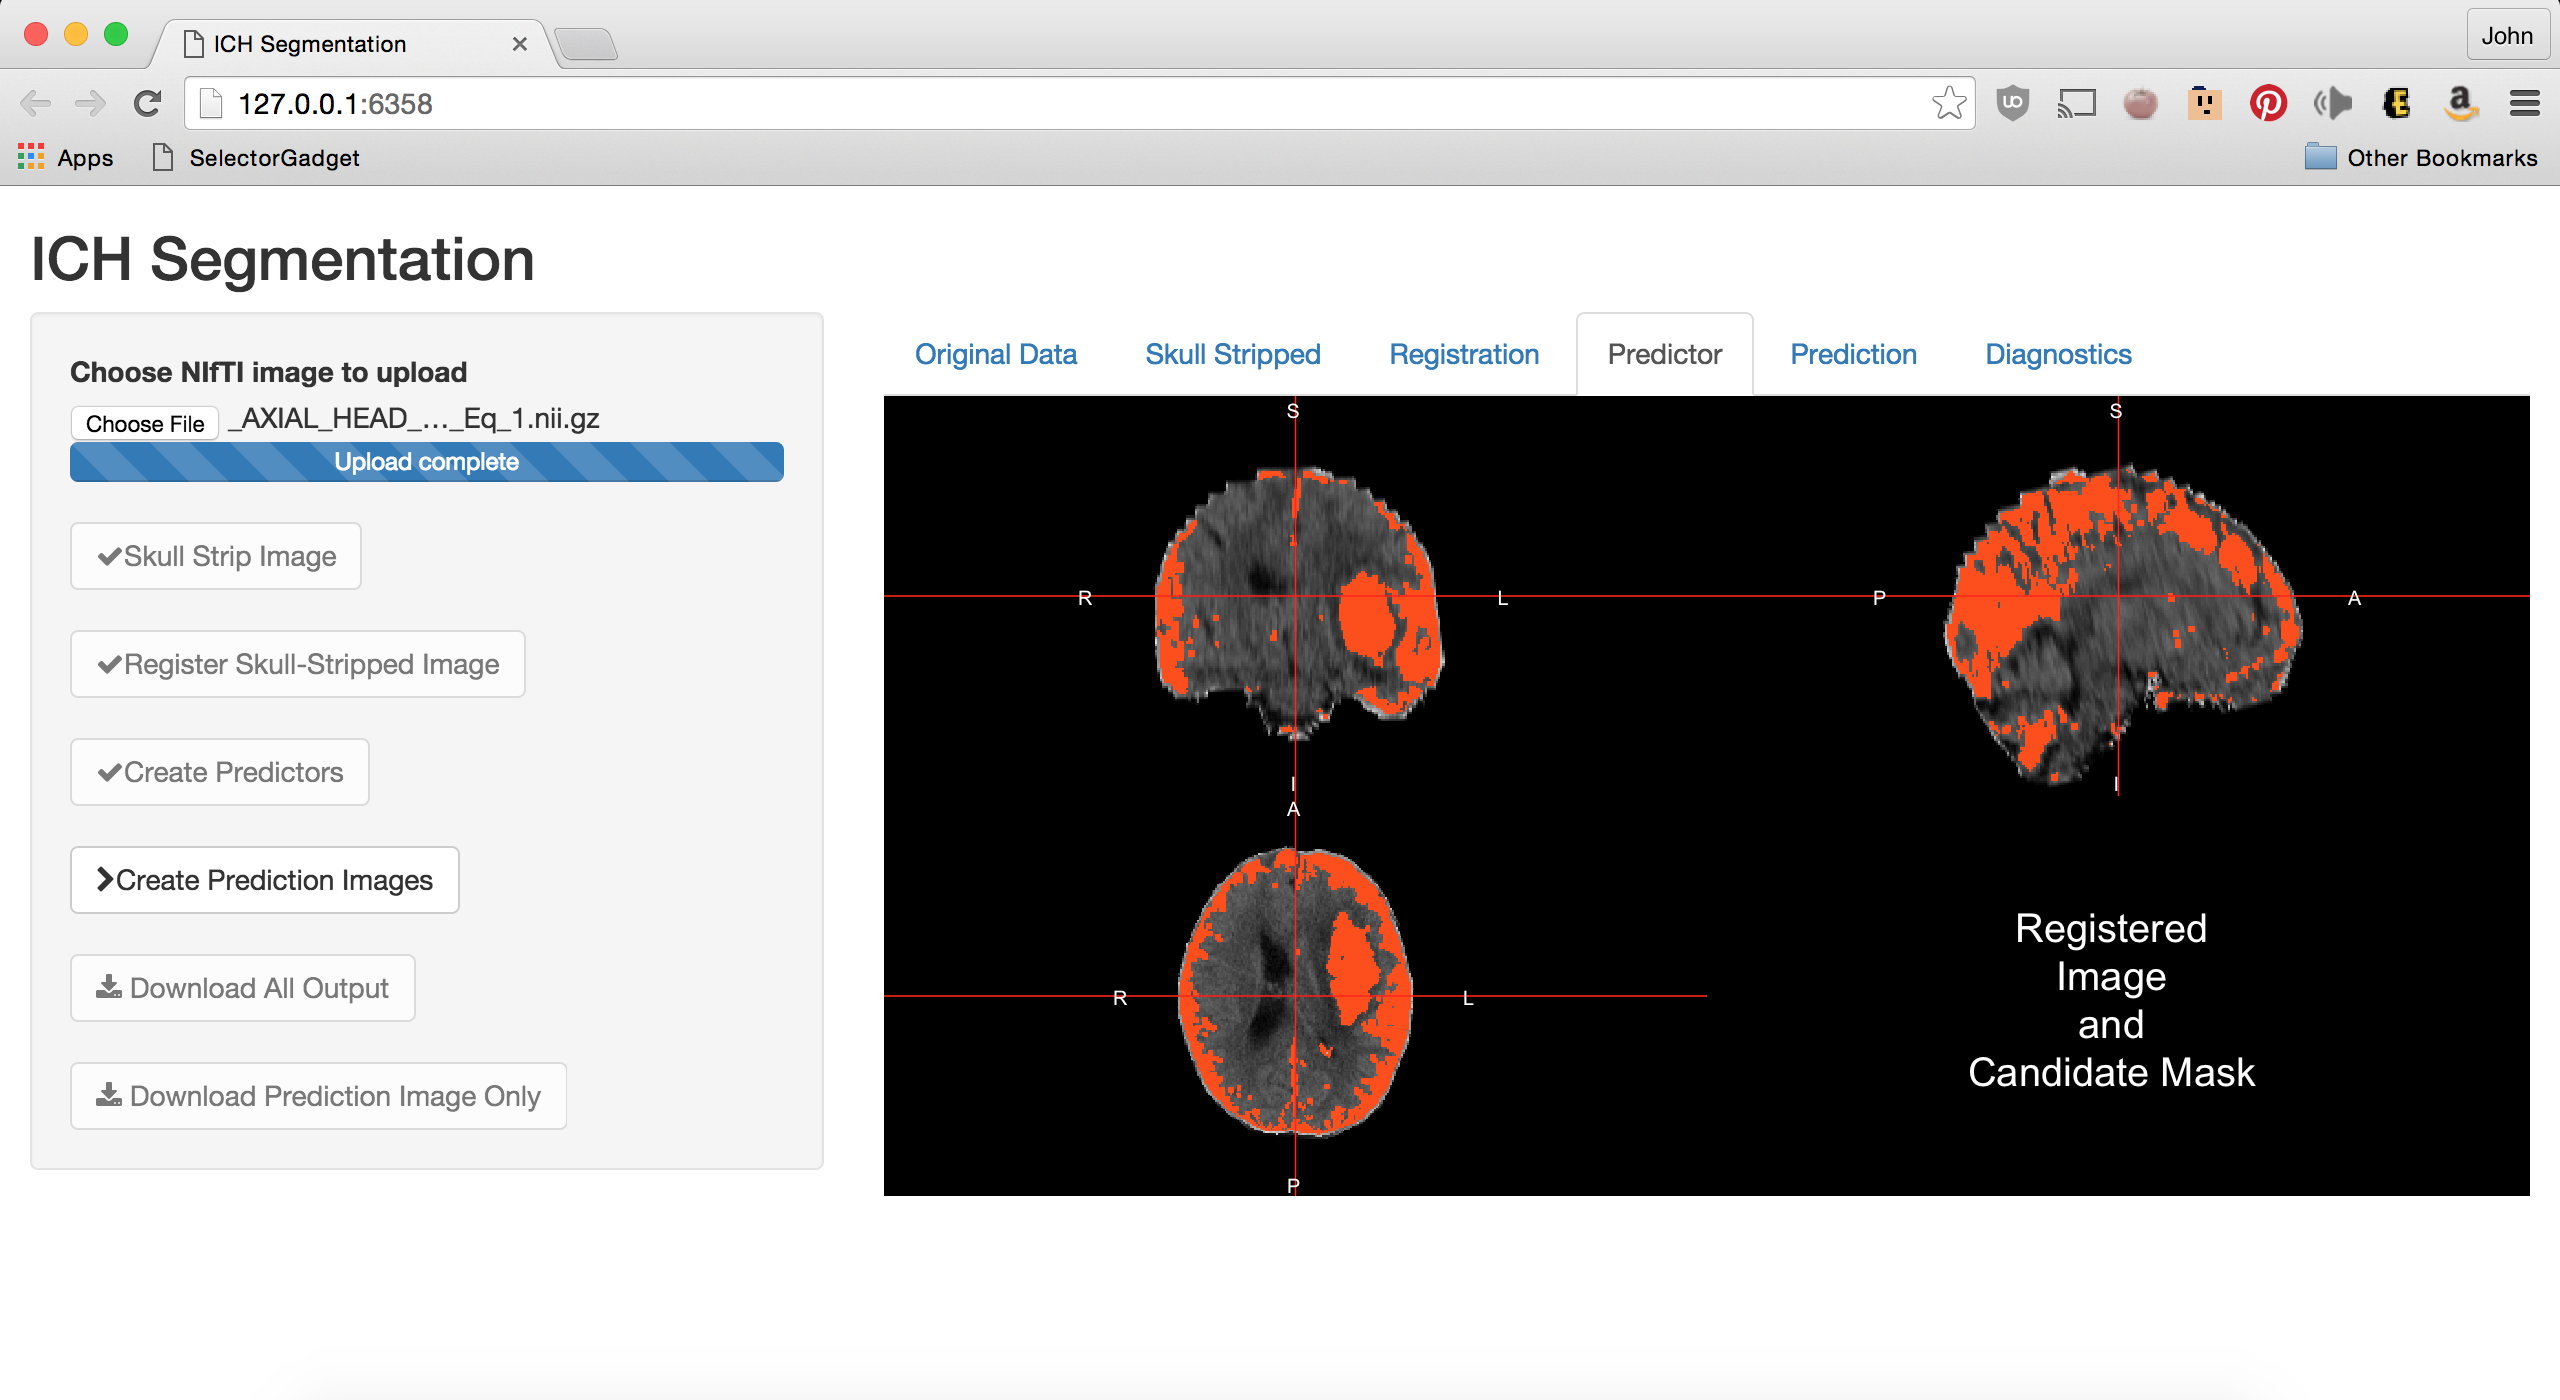 ICH Segmentation
John
127.0.0.1:6358
Apps
SelectorGadget
Other Bookmarks
ICH Segmentation
Choose NIfTI image to upload
Choose File _AXIAL_HEAD_..._Eq_1.nii.gz
Upload complete
Skull Strip Image
Register Skull-Stripped Image
Create Predictors
Create Prediction Images
Download All Output
Download Prediction Image Only
Original Data
Skull Stripped
Registration
Predictor
Prediction
Diagnostics
S
R
L
I
S
P
A
I
A
R
L
P
Registered
Image
and
Candidate Mask